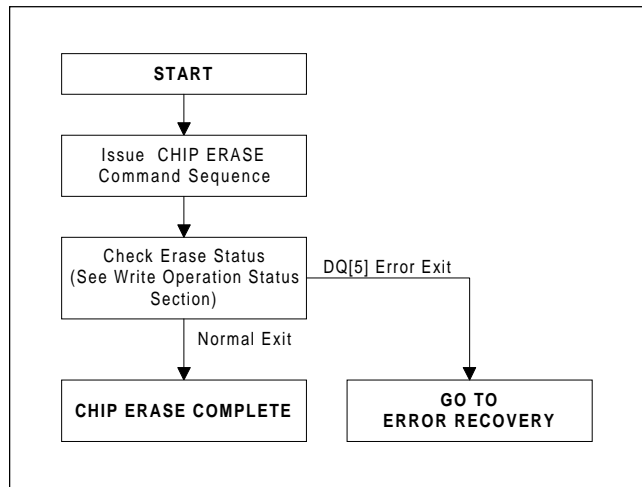 START
Issue CHIP ERASE
Command Sequence
Check Erase Status
(See Write Operation Status
Section)
DQ[5] Error Exit
Normal Exit
CHIP ERASE COMPLETE
GO TO
ERROR RECOVERY